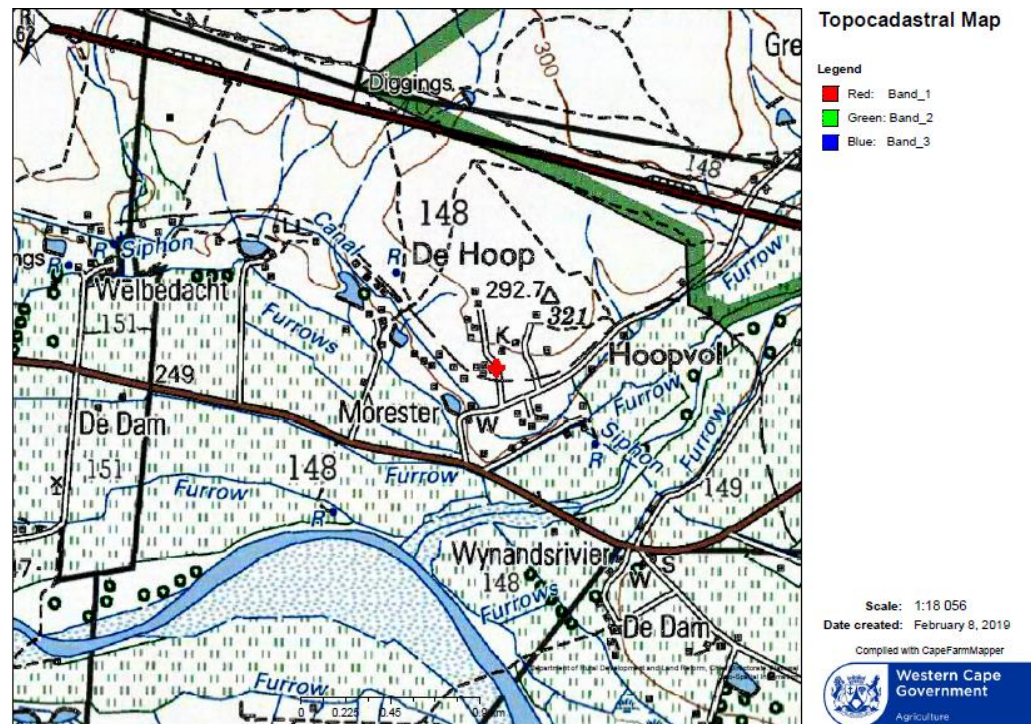 Topocadastral Map
Legend
Red: Band_1
Green: Band_2
Blue: Band_3
R
62
Diggings
300
Gre
148
148
De Hoop
Canal
R
Siphon
R
ngs
R
Welbedacht
151
Furrows
292.7
321
K
Hoopvol
Furrow
249
De Dam
151
Môrester
W
Furrow
Siphon
R
Furrow
148
Furrow
Furrow
R
149
Wynandsrivier
148
W
S
Furrows
De Dam
Furrow
0
0.225
0.45
Scale: 1:18 056
Date created: February 8, 2019
Compiled with CapeFarmMapper
Western Cape
Government
Agriculture